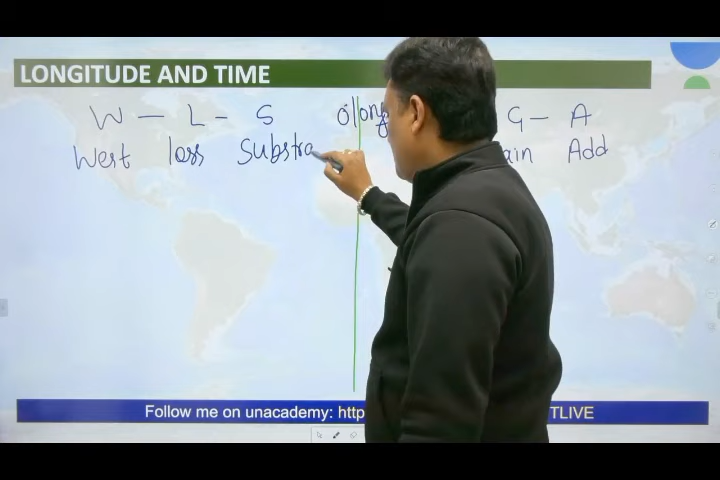 LONGITUDE AND TIME
W - L - S 0° long G - A
West loss Substra ain Add
Follow me on unacademy: http TLIVE